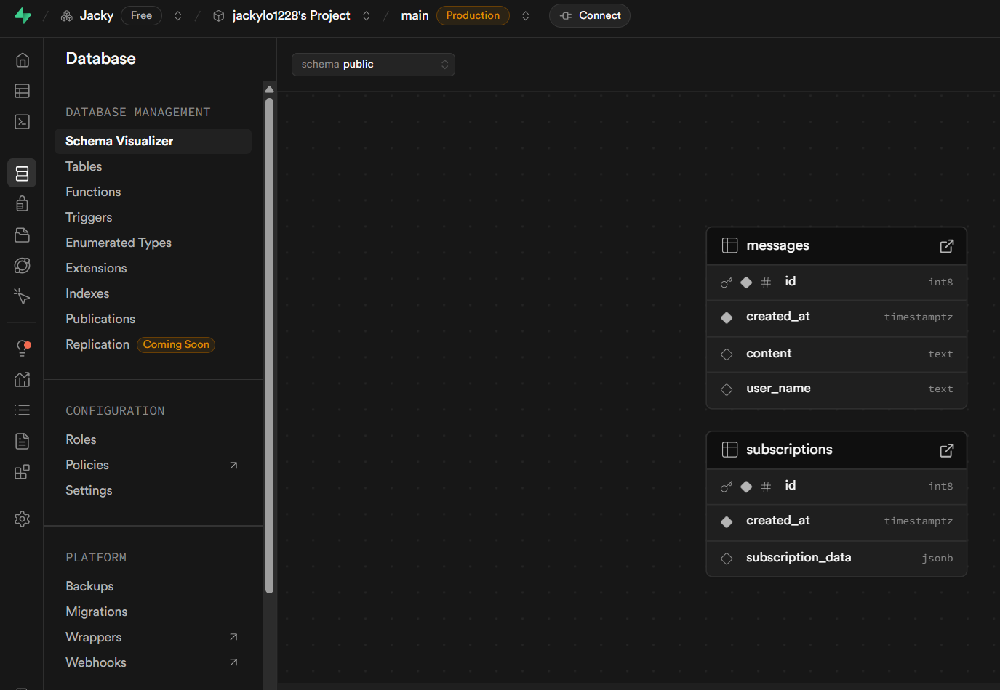 Jacky Free jackylo1228's Project main Production Connect
Database
schema public
DATABASE MANAGEMENT
Schema Visualizer
Tables
Functions
Triggers
Enumerated Types
Extensions
Indexes
Publications
Replication Coming Soon
CONFIGURATION
Roles
Policies
Settings
PLATFORM
Backups
Migrations
Wrappers
Webhooks
messages
id int8
created_at timestamptz
content text
user_name text
subscriptions
id int8
created_at timestamptz
subscription_data jsonb